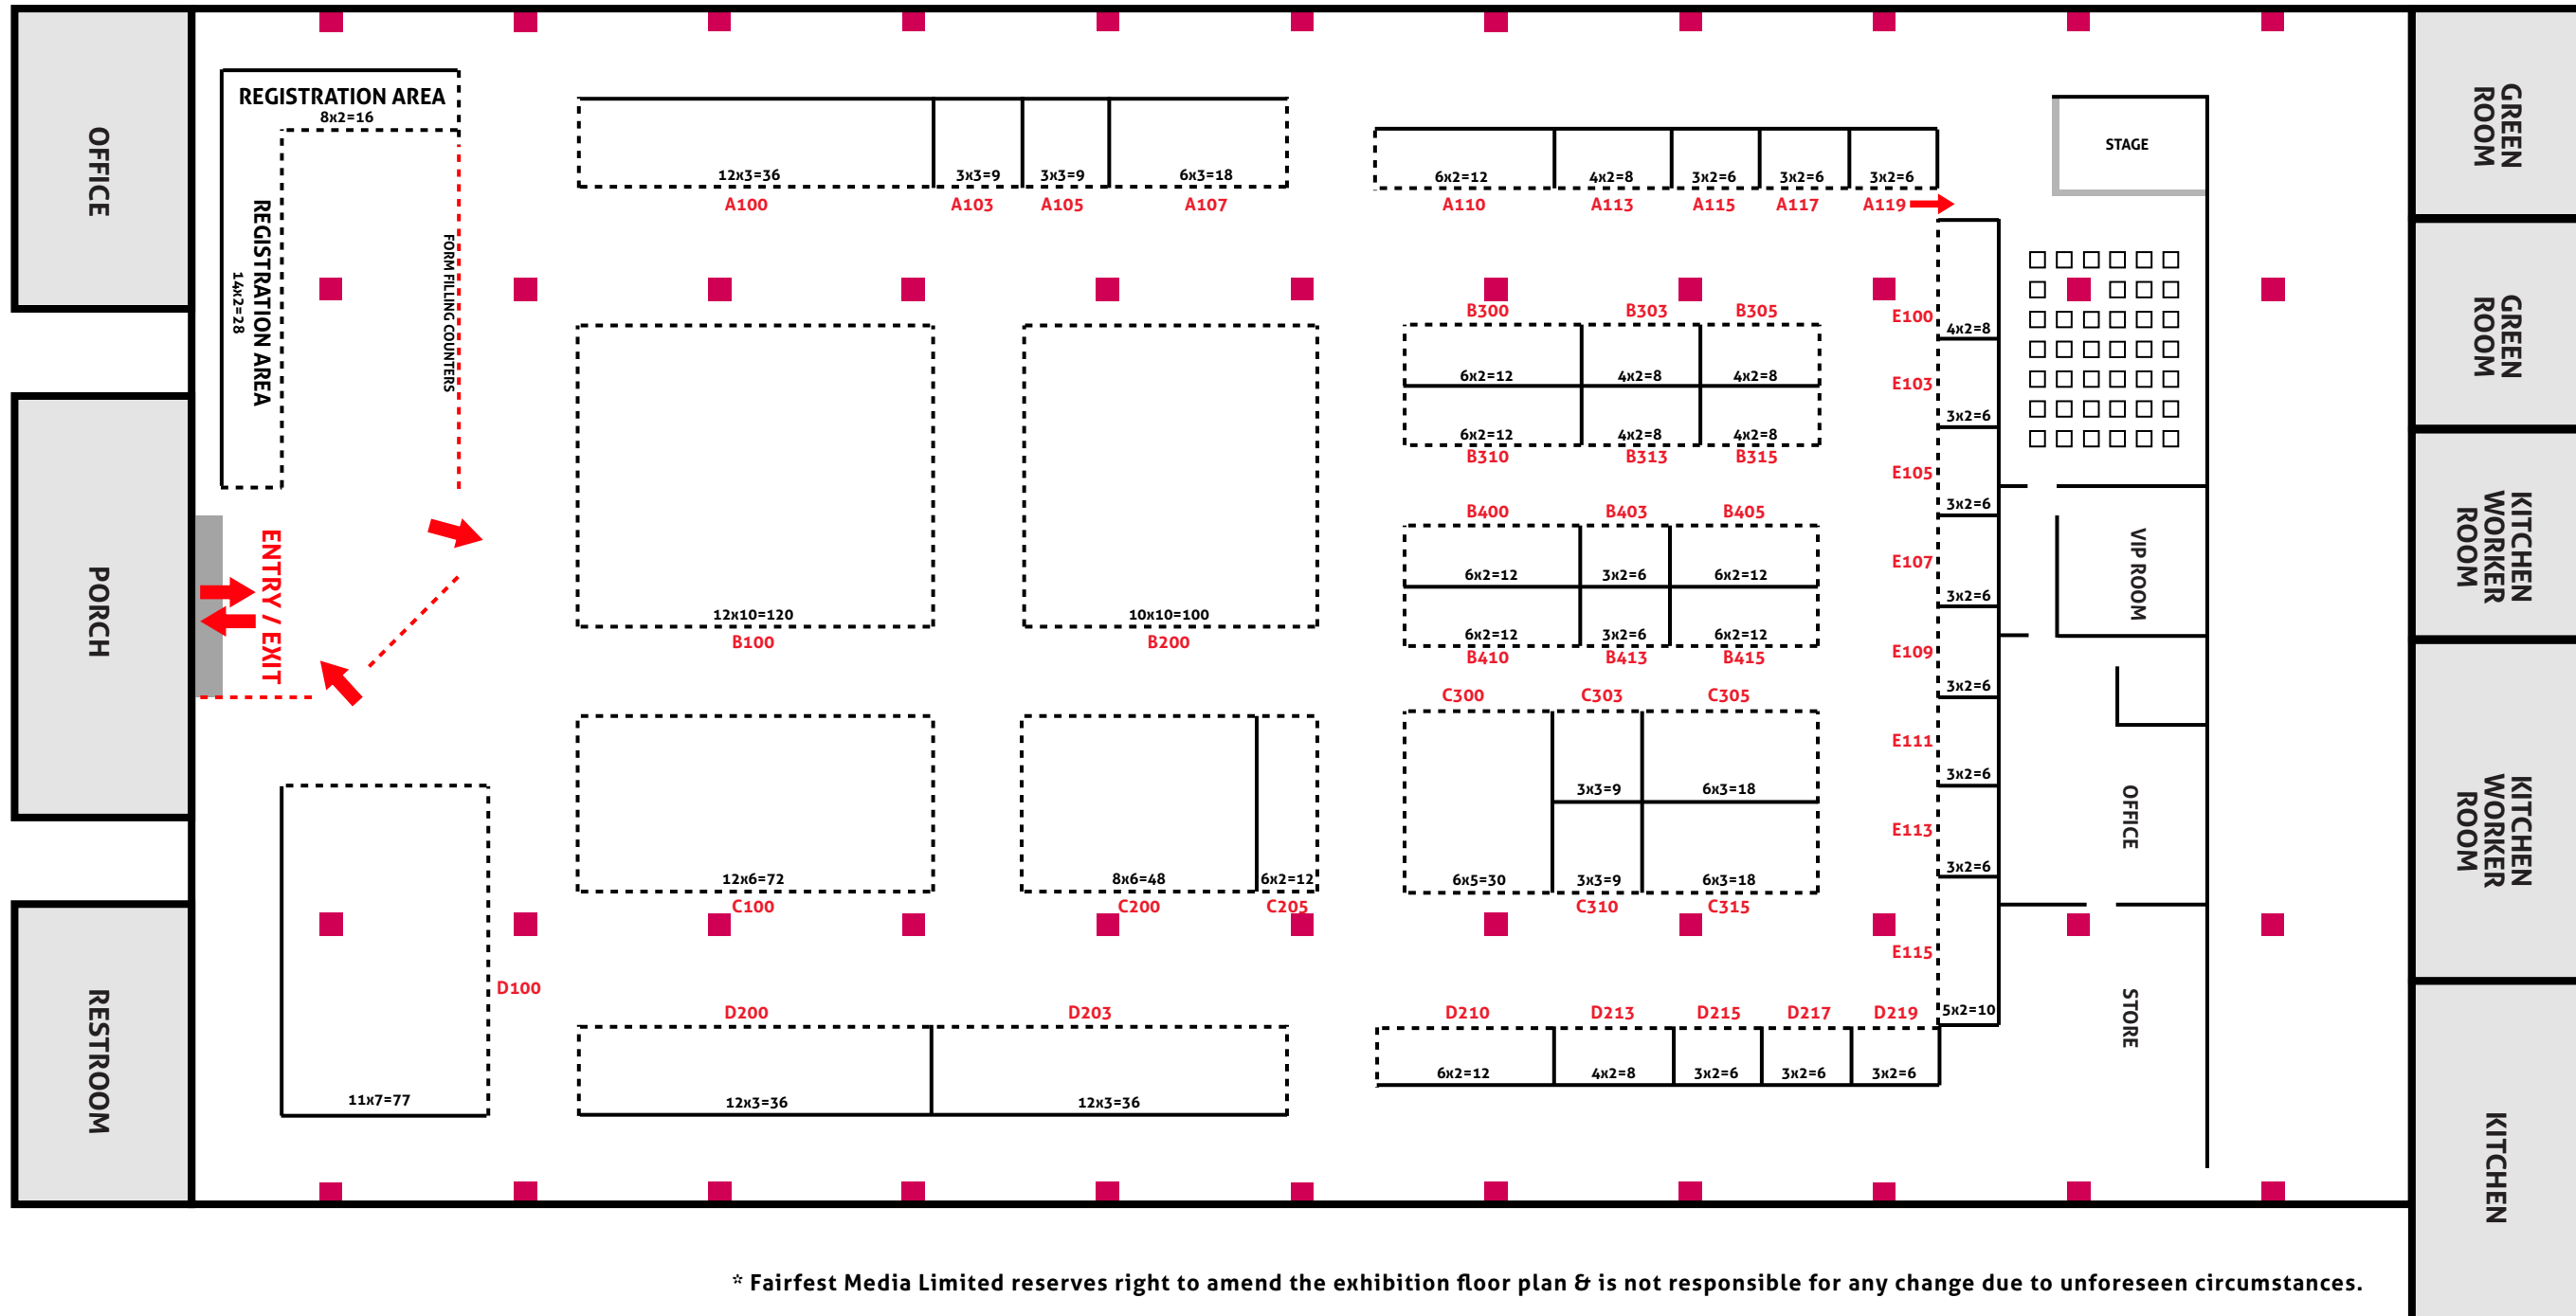 OFFICE
PORCH
RESTROOM
REGISTRATION AREA
8x2=16
REGISTRATION AREA
14x2=28
FORM FILLING COUNTERS
ENTRY / EXIT
12x3=36
3x3=9
3x3=9
6x3=18
A100
A103
A105
A107
6x2=12
4x2=8
3x2=6
3x2=6
3x2=6
A110
A113
A115
A117
A119
STAGE
12x10=120
B100
10x10=100
B200
B300
B303
B305
6x2=12
4x2=8
4x2=8
6x2=12
4x2=8
4x2=8
B310
B313
B315
B400
B403
B405
6x2=12
3x2=6
6x2=12
6x2=12
3x2=6
6x2=12
B410
B413
B415
12x6=72
C100
8x6=48
6x2=12
C200
C205
C300
C303
C305
3x3=9
6x3=18
6x5=30
3x3=9
6x3=18
C310
C315
D100
11x7=77
D200
D203
12x3=36
12x3=36
D210
D213
D215
D217
D219
6x2=12
4x2=8
3x2=6
3x2=6
3x2=6
E100
4x2=8
E103
3x2=6
E105
3x2=6
E107
3x2=6
E109
3x2=6
E111
3x2=6
E113
3x2=6
E115
5x2=10
VIP ROOM
OFFICE
STORE
GREEN
ROOM
GREEN
ROOM
KITCHEN
WORKER
ROOM
KITCHEN
WORKER
ROOM
KITCHEN
* Fairfest Media Limited reserves right to amend the exhibition floor plan & is not responsible for any change due to unforeseen circumstances.